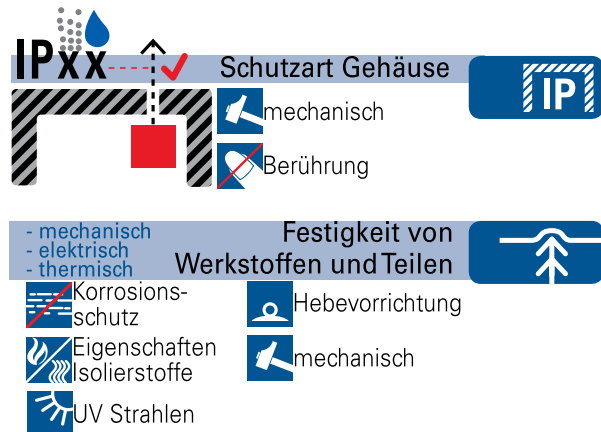 IPxx
Schutzart Gehäuse
IP
mechanisch
Berührung
- mechanisch
- elektrisch
- thermisch
Festigkeit von
Werkstoffen und Teilen
Korrosions-
schutz
Eigenschaften
Isolierstoffe
UV Strahlen
Hebevorrichtung
mechanisch